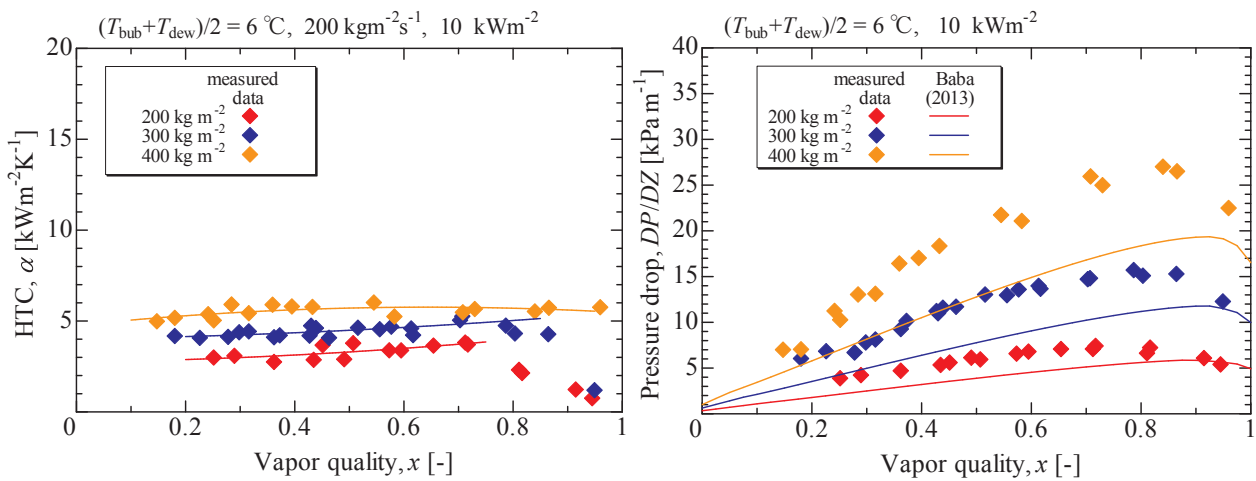 (Tbub+Tdew)/2 = 6 ℃, 200 kgm⁻²s⁻¹, 10 kWm⁻²
20
15
10
5
0
HTC, α [kWm⁻²K⁻¹]
measured
data
200 kg m⁻²
300 kg m⁻²
400 kg m⁻²
0 0.2 0.4 0.6 0.8 1
Vapor quality, x [-]
(Tbub+Tdew)/2 = 6 ℃, 10 kWm⁻²
40
35
30
25
20
15
10
5
Pressure drop, DP/DZ [kPa m⁻¹]
measured Baba
data (2013)
200 kg m⁻²
300 kg m⁻²
400 kg m⁻²
0 0.2 0.4 0.6 0.8 1
Vapor quality, x [-]